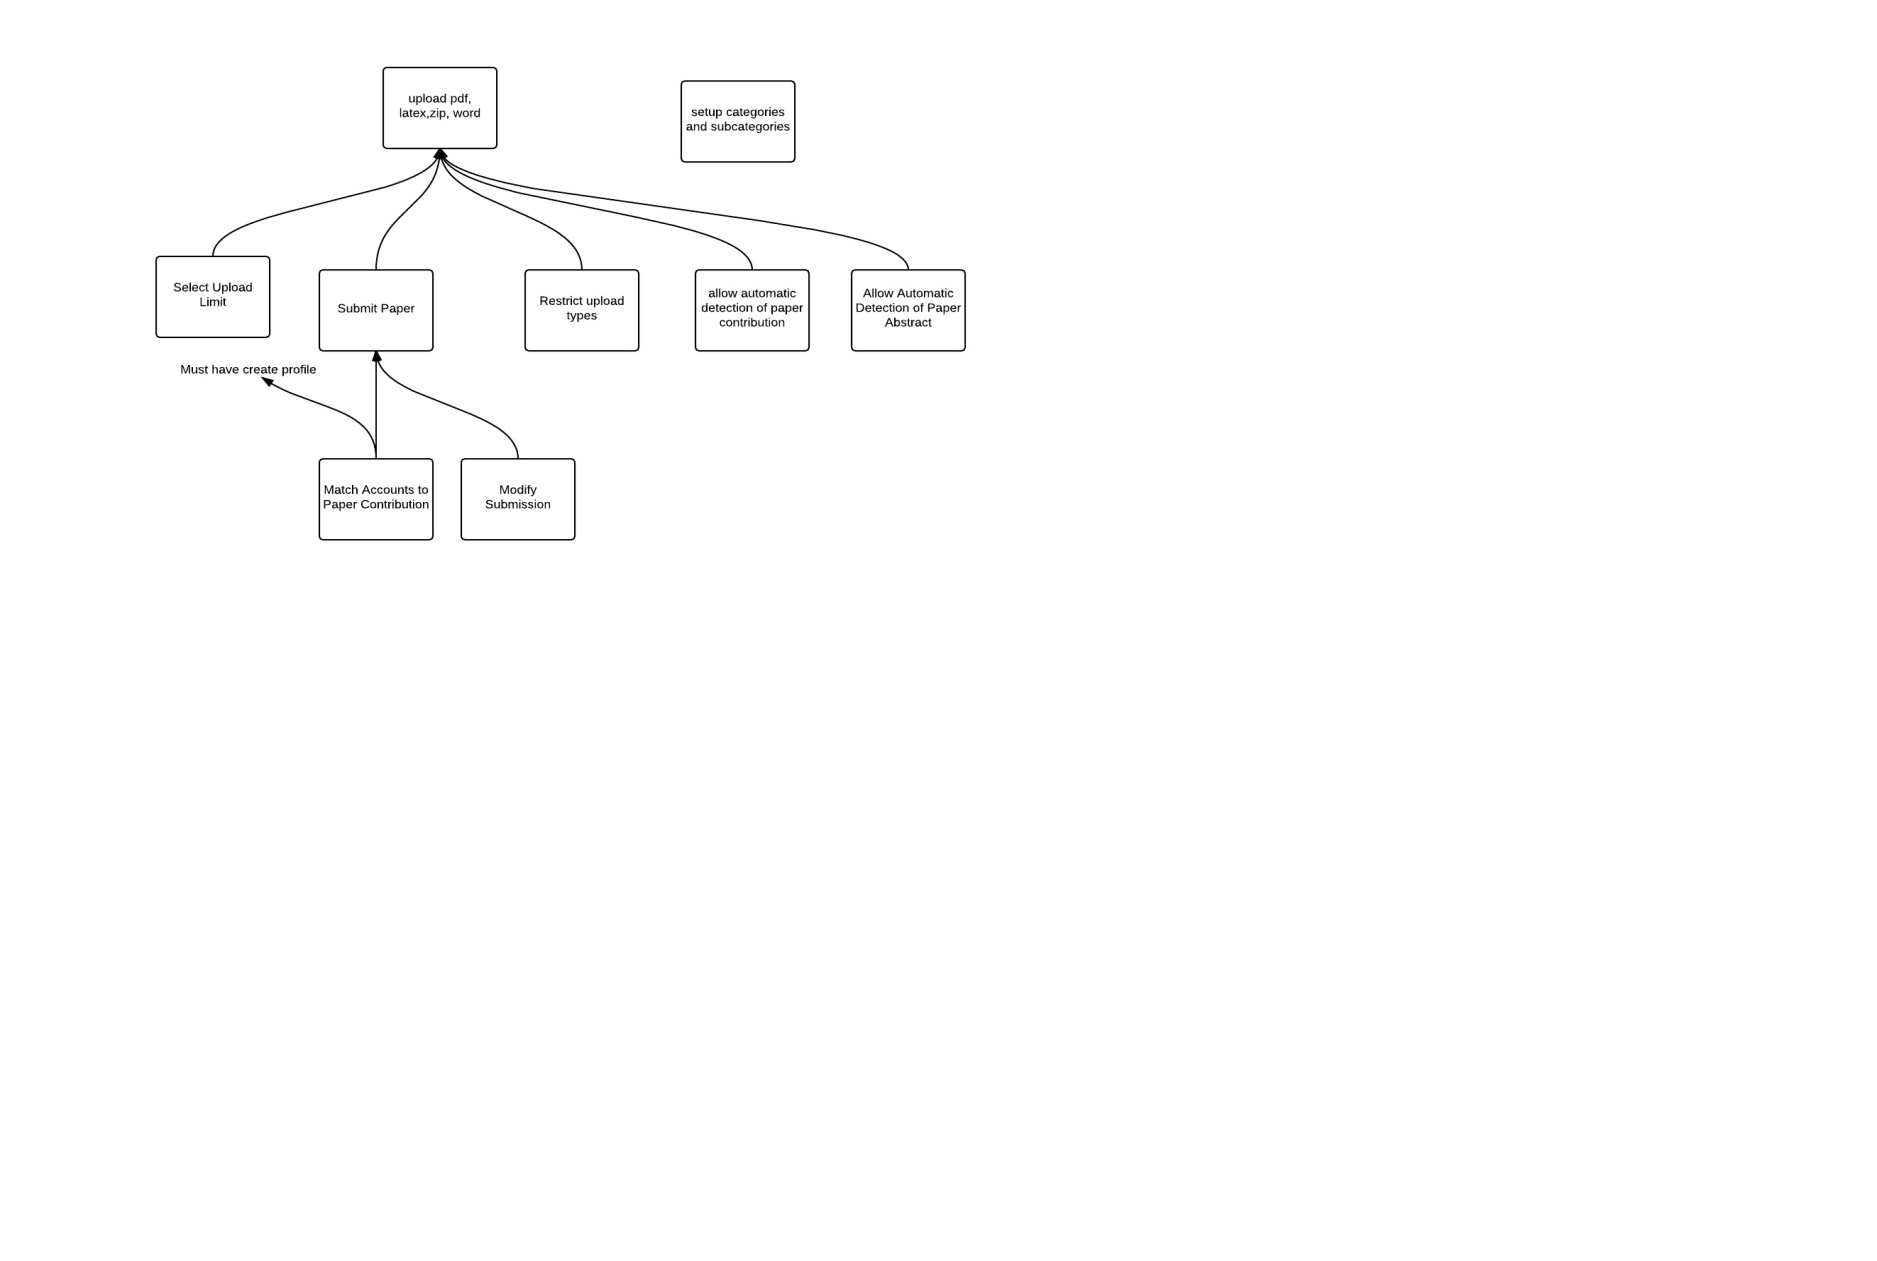 upload pdf,
latex,zip, word
setup categories
and subcategories
Select Upload
Limit
Submit Paper
Restrict upload
types
allow automatic
detection of paper
contribution
Allow Automatic
Detection of Paper
Abstract
Must have create profile
Match Accounts to
Paper Contribution
Modify
Submission